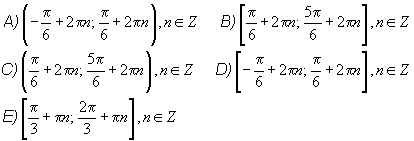 A) (-π/6 + 2πn; π/6 + 2πn), n ∈ Z B) [π/6 + 2πn; 5π/6 + 2πn], n ∈ Z
C) (π/6 + 2πn; 5π/6 + 2πn), n ∈ Z D) [-π/6 + 2πn; π/6 + 2πn], n ∈ Z
E) [π/3 + πn; 2π/3 + πn], n ∈ Z